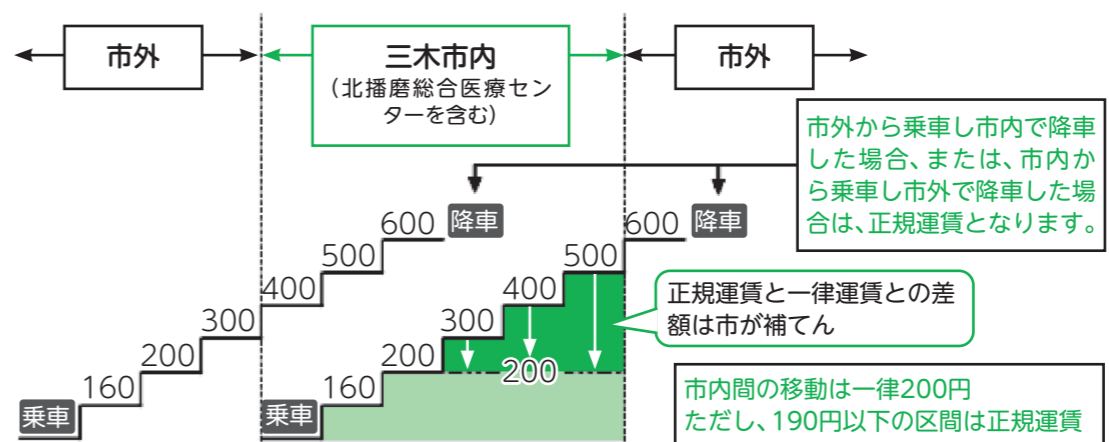 市外
三木市内
（北播磨総合医療セン
ターを含む）
市外
市外から乗車し市内で降車
した場合、または、市内か
ら乗車し市外で降車した場
合は、正規運賃となります。
乗車
160
200
300
400
500
600
降車
乗車
160
200
300
400
500
600
降車
200
正規運賃と一律運賃との差
額は市が補てん
市内間の移動は一律200円
ただし、190円以下の区間は正規運賃